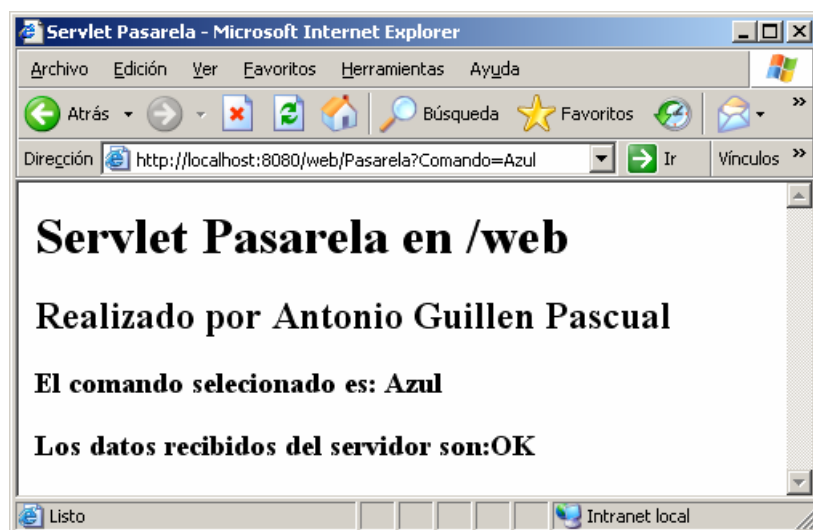 Servlet Pasarela - Microsoft Internet Explorer
Archivo Edición Ver Favoritos Herramientas Ayuda
Atrás Búsqueda Favoritos »
Dirección http://localhost:8080/web/Pasarela?Comando=Azul Ir Vínculos »
Servlet Pasarela en /web
Realizado por Antonio Guillen Pascual
El comando selecionado es: Azul
Los datos recibidos del servidor son:OK
Listo Intranet local